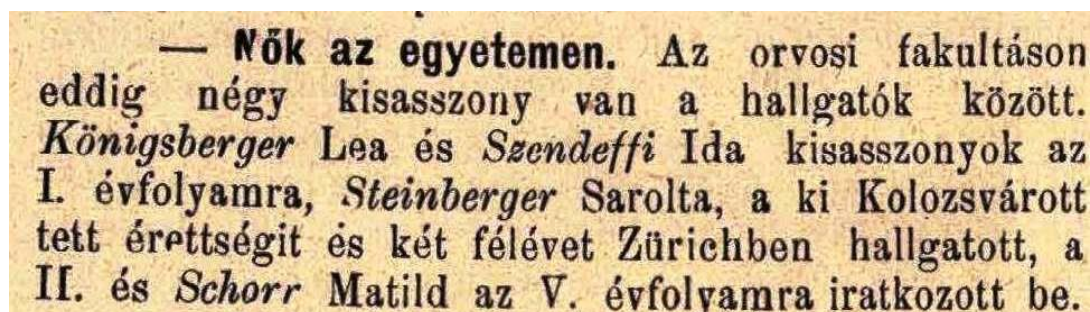 — Nők az egyetemen. Az orvosi fakultáson
eddig négy kisasszony van a hallgatók között.
Königsberger Lea és Szendeffi Ida kisasszonyok az
I. évfolyamra, Steinberger Sarolta, a ki Kolozsvárott
tett érettségit és két félévet Zürichben hallgatott, a
II. és Schorr Matild az V. évfolyamra iratkozott be.